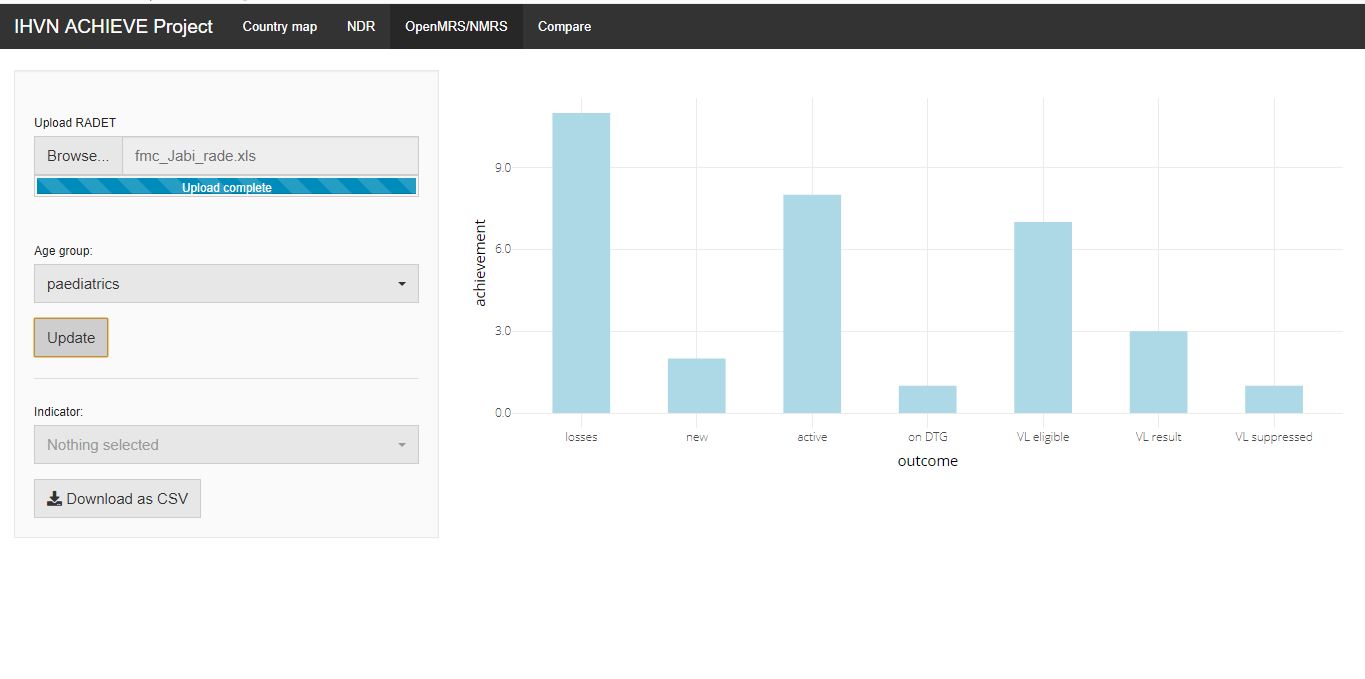 IHVN ACHIEVE Project Country map NDR OpenMRS/NMRS Compare
Upload RADET
Browse... fmc_Jabi_rade.xls
Upload complete
Age group:
paediatrics
Update
Indicator:
Nothing selected
Download as CSV
achievement
9.0
6.0
3.0
0.0
losses new active on DTG VL eligible VL result VL suppressed
outcome